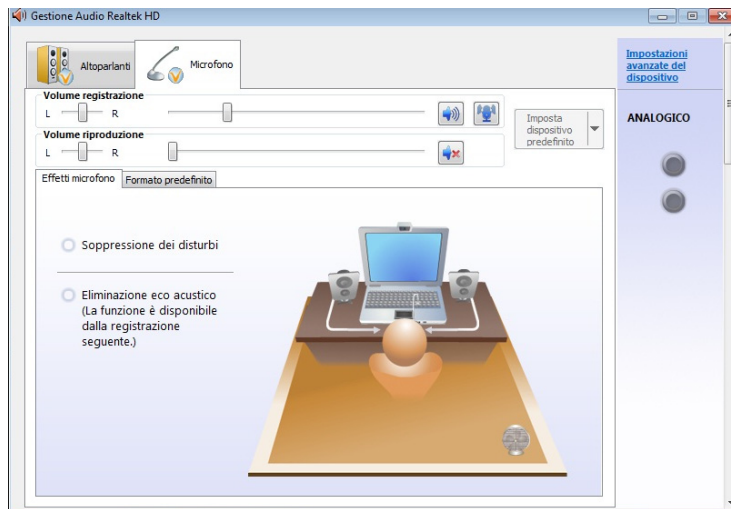 Gestione Audio Realtek HD
Altoparlanti
Microfono
Impostazioni
avanzate del
dispositivo
Volume registrazione
L R
Imposta
dispositivo
predefinito
ANALOGICO
Volume riproduzione
L R
Effetti microfono Formato predefinito
Soppressione dei disturbi
Eliminazione eco acustico
(La funzione è disponibile
dalla registrazione
seguente.)